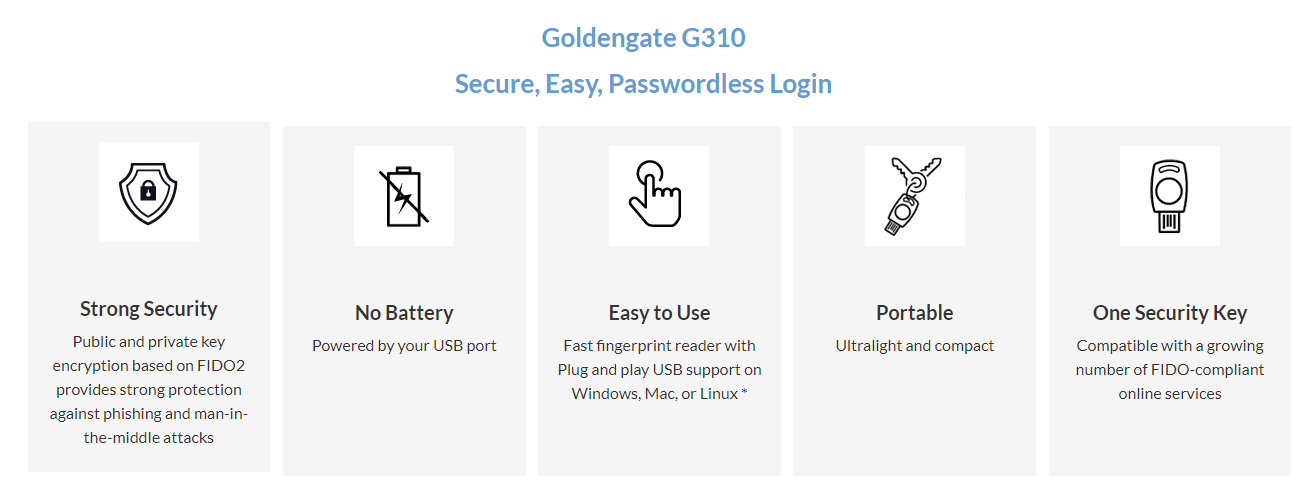 Goldengate G310
Secure, Easy, Passwordless Login
Strong Security
Public and private key
encryption based on FIDO2
provides strong protection
against phishing and man-in-
the-middle attacks
No Battery
Powered by your USB port
Easy to Use
Fast fingerprint reader with
Plug and play USB support on
Windows, Mac, or Linux *
Portable
Ultralight and compact
One Security Key
Compatible with a growing
number of FIDO-compliant
online services